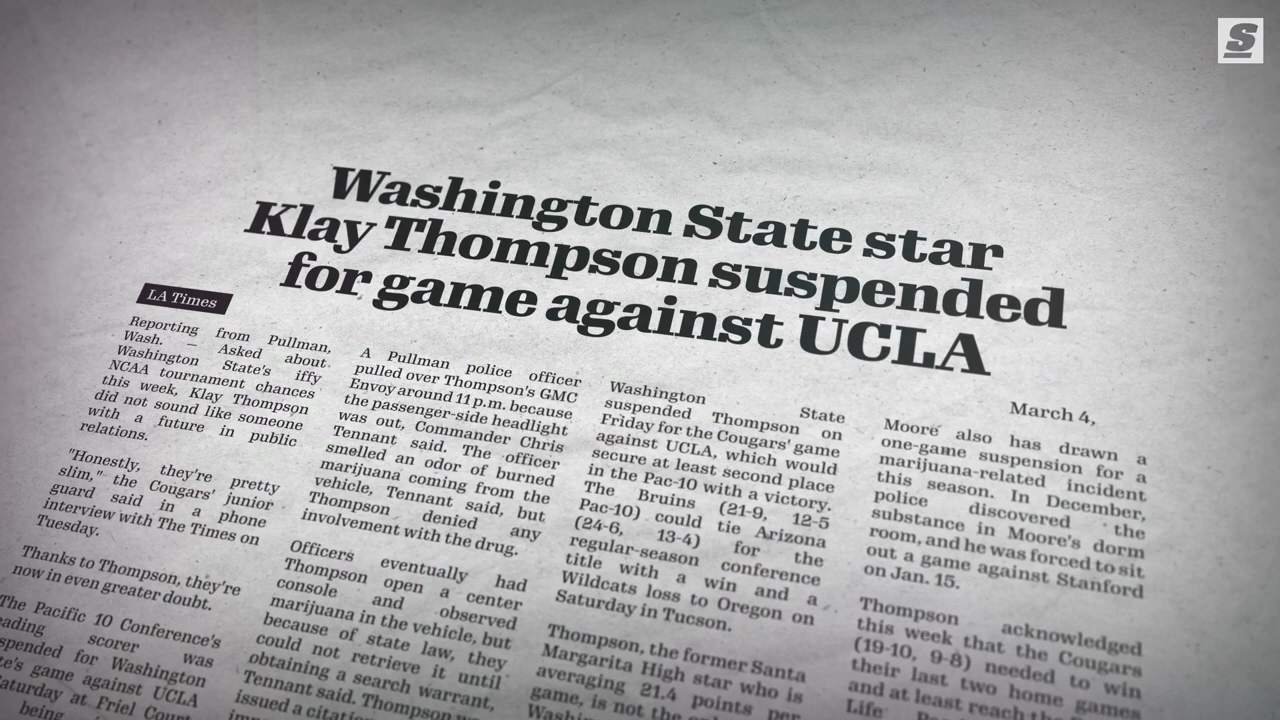 S
Washington State star
Klay Thompson suspended
for game against UCLA
LA Times
Reporting from Pullman,
Wash. — Asked about
Washington State's iffy
NCAA tournament chances
this week, Klay Thompson
did not sound like someone
with a future in public
relations.
"Honestly, they're pretty
slim," the Cougars' junior
guard said in a phone
interview with The Times on
Tuesday.
Thanks to Thompson, they're
now in even greater doubt.
The Pacific 10 Conference's
scorer was
for Washington
game against UCLA
at Friel Court
being
A Pullman police officer
pulled over Thompson's GMC
Envoy around 11 p.m. because
the passenger-side headlight
was out, Commander Chris
Tennant said. The officer
smelled an odor of burned
marijuana coming from the
vehicle, Tennant said, but
Thompson denied any
involvement with the drug.
Officers eventually had
Thompson open a center
console and observed
marijuana in the vehicle, but
because of state law, they
could not retrieve it until
obtaining a search warrant,
Tennant said. Thompson
issued a citation
Washington State
suspended Thompson on
Friday for the Cougars' game
against UCLA, which would
secure at least second place
in the Pac-10 with a victory.
The Bruins (21-9, 12-5
Pac-10) could tie Arizona
(24-6, 13-4) for the
regular-season conference
title with a win and a
Wildcats loss to Oregon on
Saturday in Tucson.
Thompson, the former Santa
Margarita High star who is
averaging 21.4 points per
game, is not the
March 4,
Moore also has drawn a
one-game suspension for a
marijuana-related incident
this season. In December,
police discovered the
substance in Moore's dorm
room, and he was forced to sit
out a game against Stanford
on Jan. 15.
Thompson acknowledged
this week that the Cougars
(19-10, 9-8) needed to win
their last two home games
and at least reach the
Life